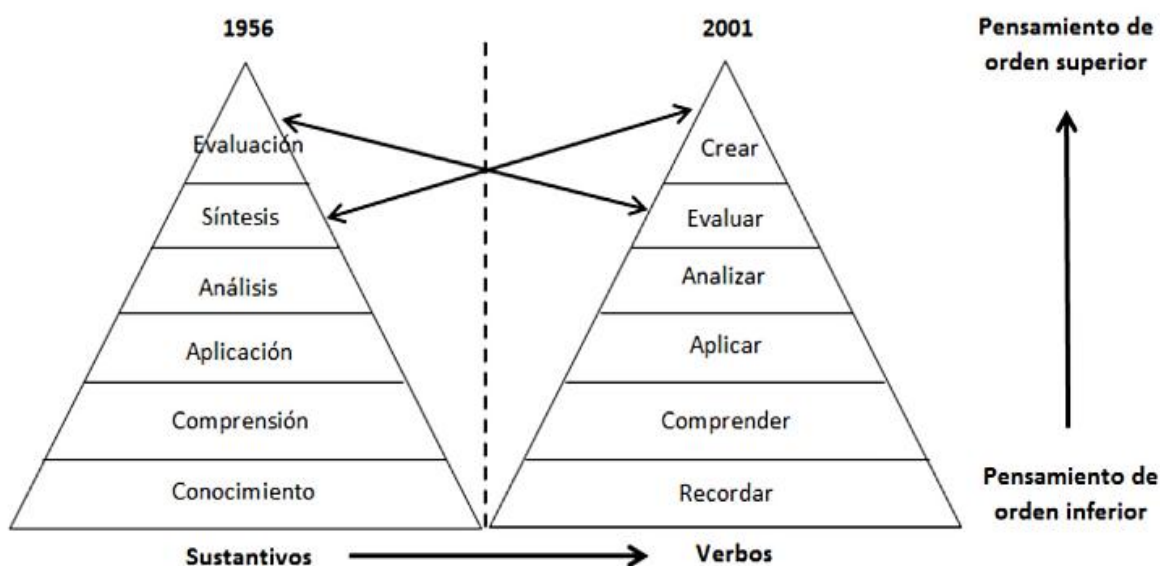 1956
2001
Pensamiento de
orden superior
Evaluación
Síntesis
Análisis
Aplicación
Comprensión
Conocimiento
Crear
Evaluar
Analizar
Aplicar
Comprender
Recordar
Pensamiento de
orden inferior
Sustantivos
Verbos